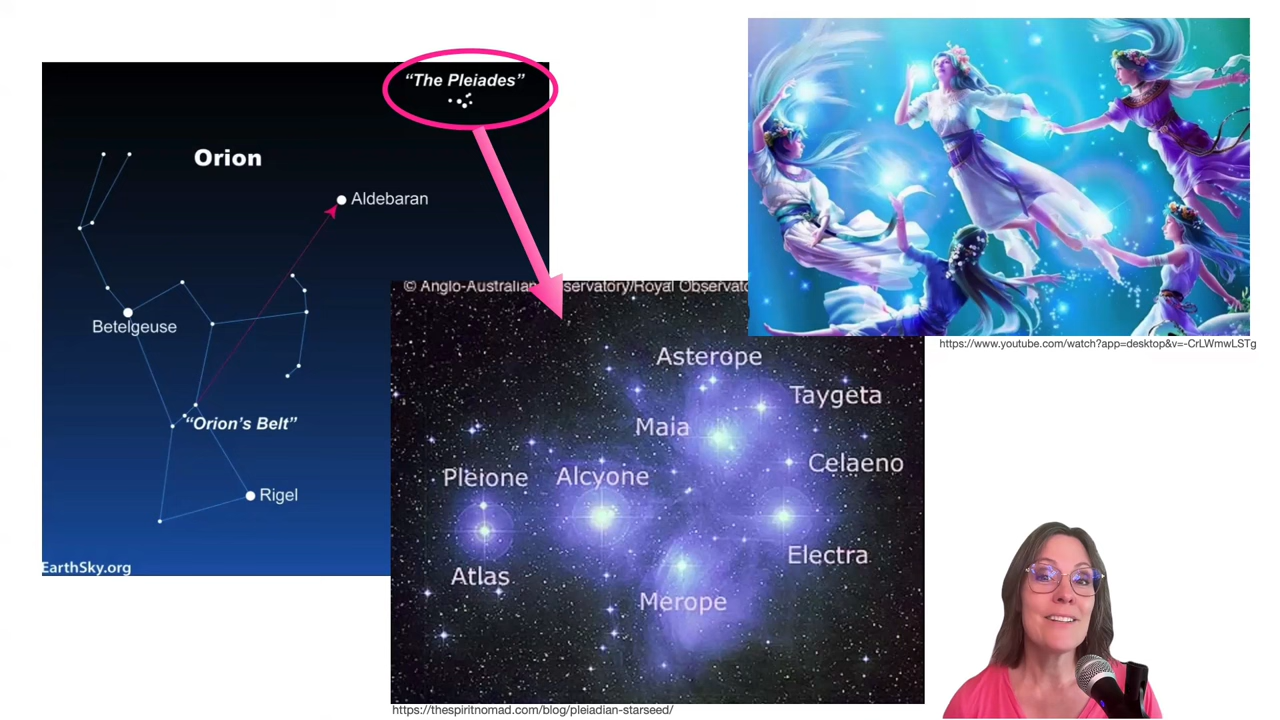 “The Pleiades”
Orion
Aldebaran
Betelgeuse
“Orion’s Belt”
Rigel
EarthSky.org
© Anglo-Australian Observatory/Royal Observato
Asterope
Taygeta
Maia
Celaeno
Pleione
Alcyone
Electra
Atlas
Merope
https://thespiritnomad.com/blog/pleiadian-starseed/
https://www.youtube.com/watch?app=desktop&v=-CrLWmwLSTg